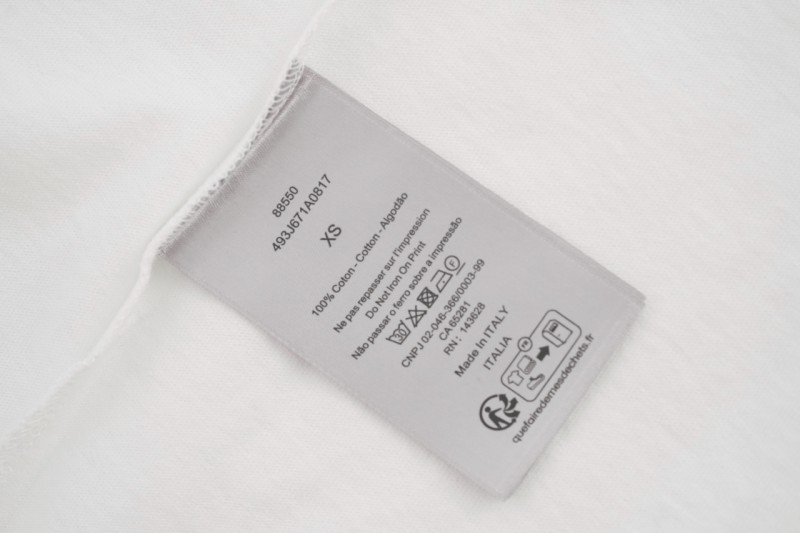 88550
493J671A0817
XS
100% Coton - Cotton - Algodão
Ne pas repasser sur l'impression
Do Not Iron On Print
Não passar o ferro sobre a impressão
30 F
CNPJ 02-046-366/0003-99
CA 65281
RN: 143628
Made In ITALY
ITALIA
FR
quefairedemesdechets.fr